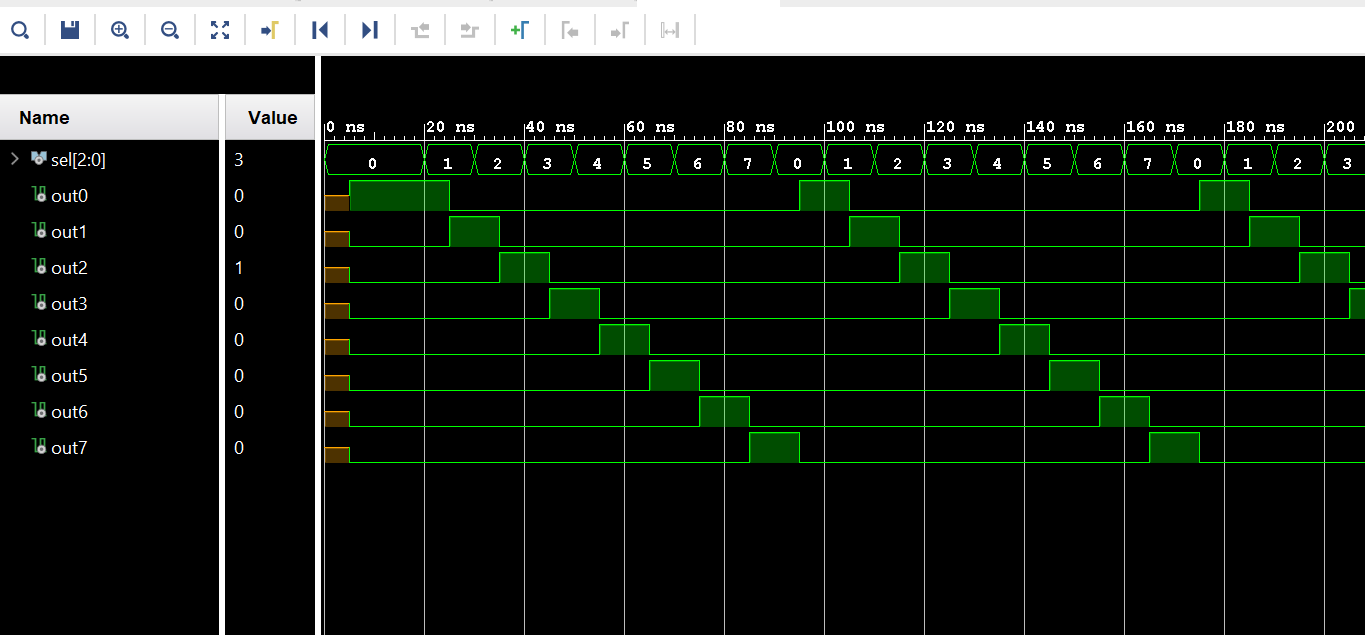 Name Value
0 ns 20 ns 40 ns 60 ns 80 ns 100 ns 120 ns 140 ns 160 ns 180 ns 200
sel[2:0] 3 0 1 2 3 4 5 6 7 0 1 2 3 4 5 6 7 0 1 2 3
out0 0
out1 0
out2 1
out3 0
out4 0
out5 0
out6 0
out7 0